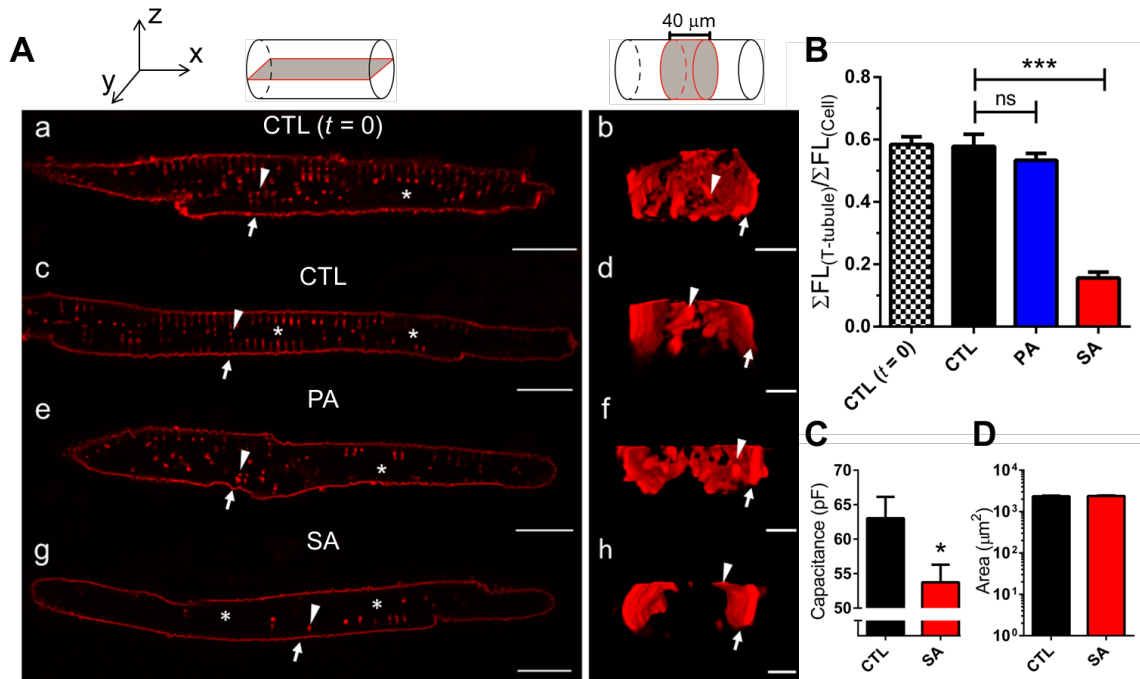 A
z
x
y
40 μm
a
CTL (t = 0)
b
*
c
CTL
d
* *
e
PA
f
*
g
SA
h
* *
B
***
ns
0.8
0.6
0.4
0.2
0.0
ΣFL(T-tubule)/ΣFL(Cell)
CTL (t = 0)
CTL
PA
SA
C
70
65
60
55
50
Capacitance (pF)
*
CTL
SA
D
10⁴
10³
10²
10¹
10⁰
Area (μm²)
CTL
SA